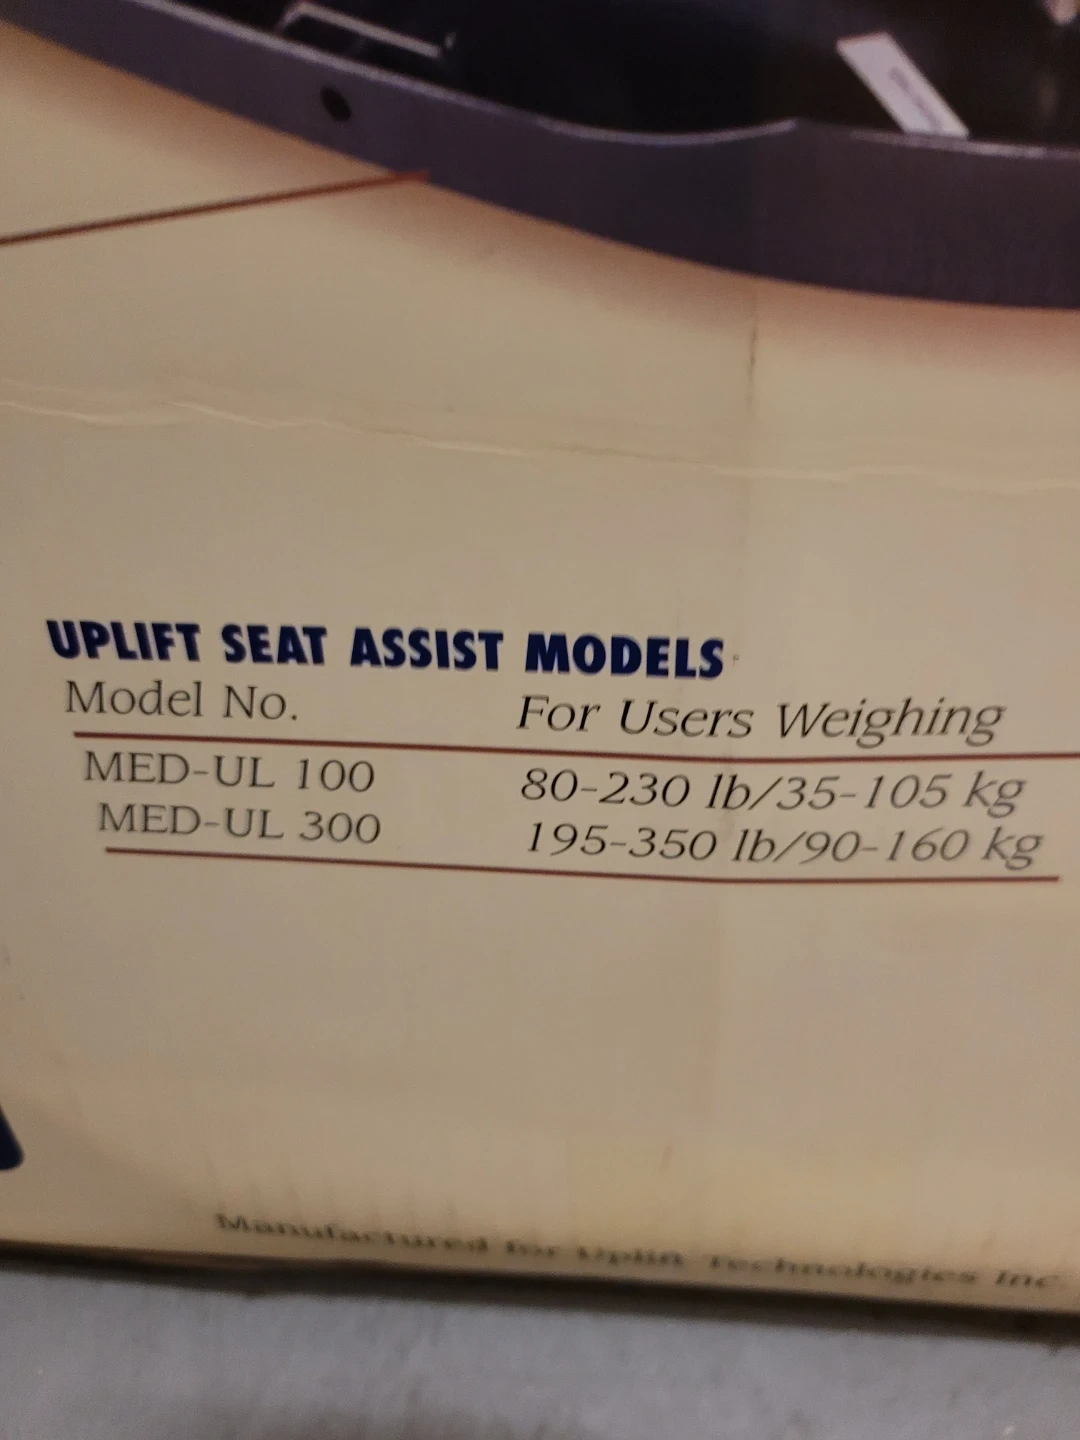 UPLIFT SEAT ASSIST MODELS
Model No. For Users Weighing
MED-UL 100 80-230 lb/35-105 kg
MED-UL 300 195-350 lb/90-160 kg
Manufactured for Uplift Technologies Inc.